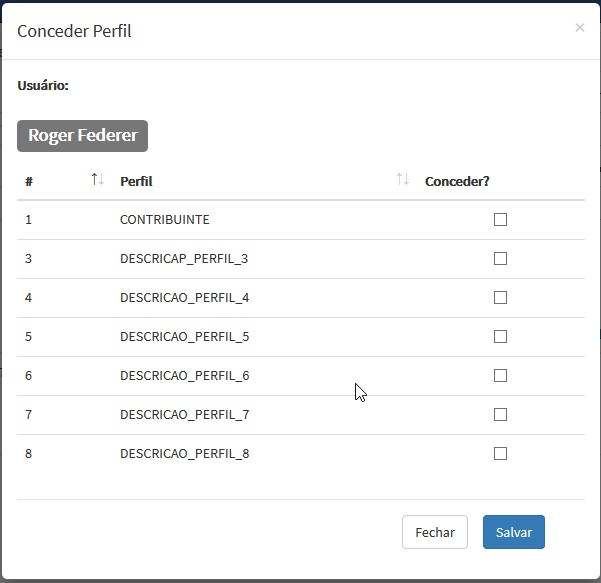 Conceder Perfil ×
Usuário:
Roger Federer
# Perfil Conceder?
1 CONTRIBUINTE
3 DESCRICAP_PERFIL_3
4 DESCRICAO_PERFIL_4
5 DESCRICAO_PERFIL_5
6 DESCRICAO_PERFIL_6
7 DESCRICAO_PERFIL_7
8 DESCRICAO_PERFIL_8
Fechar Salvar